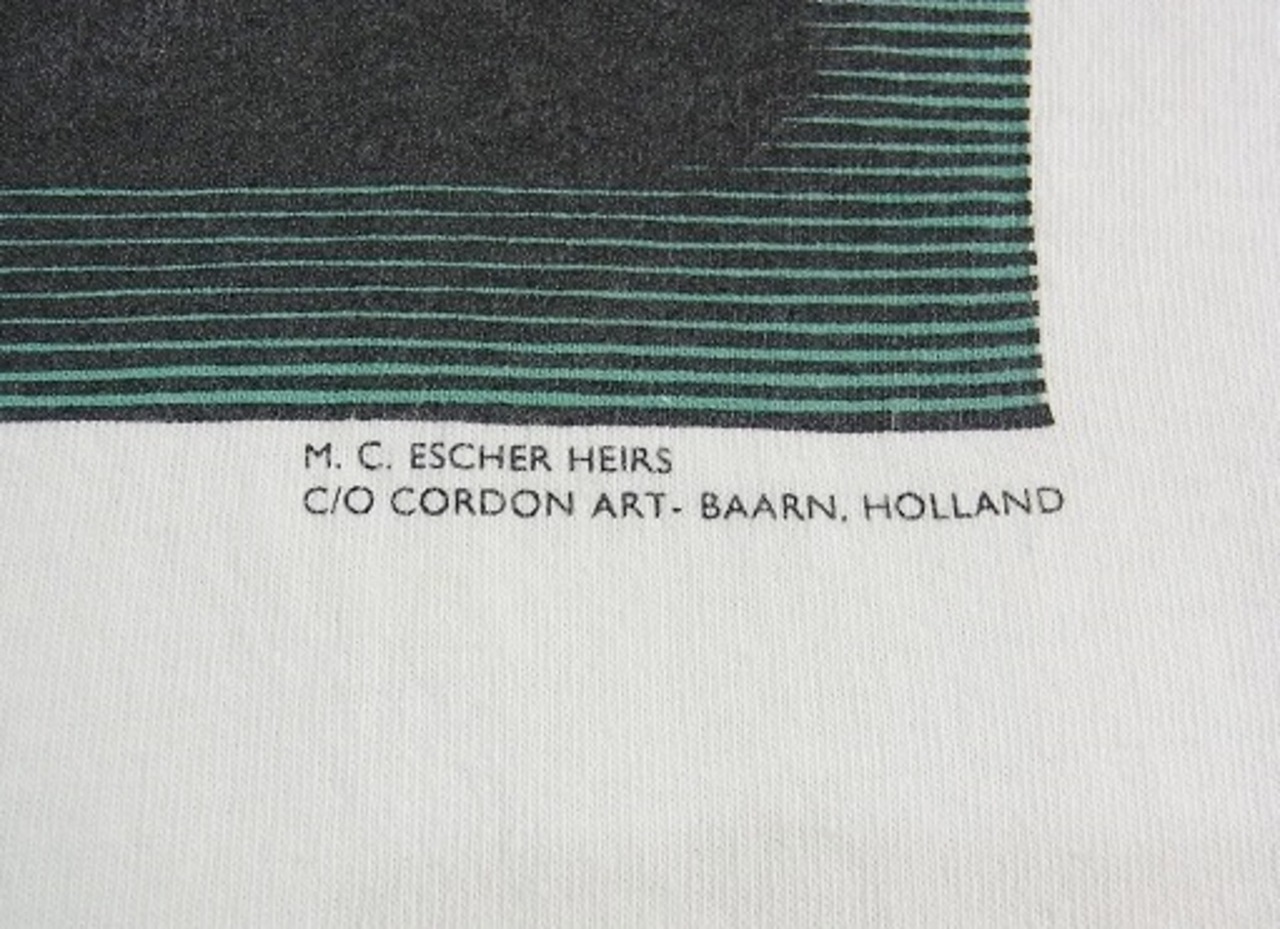 M. C. ESCHER HEIRS
C/O CORDON ART- BAARN, HOLLAND